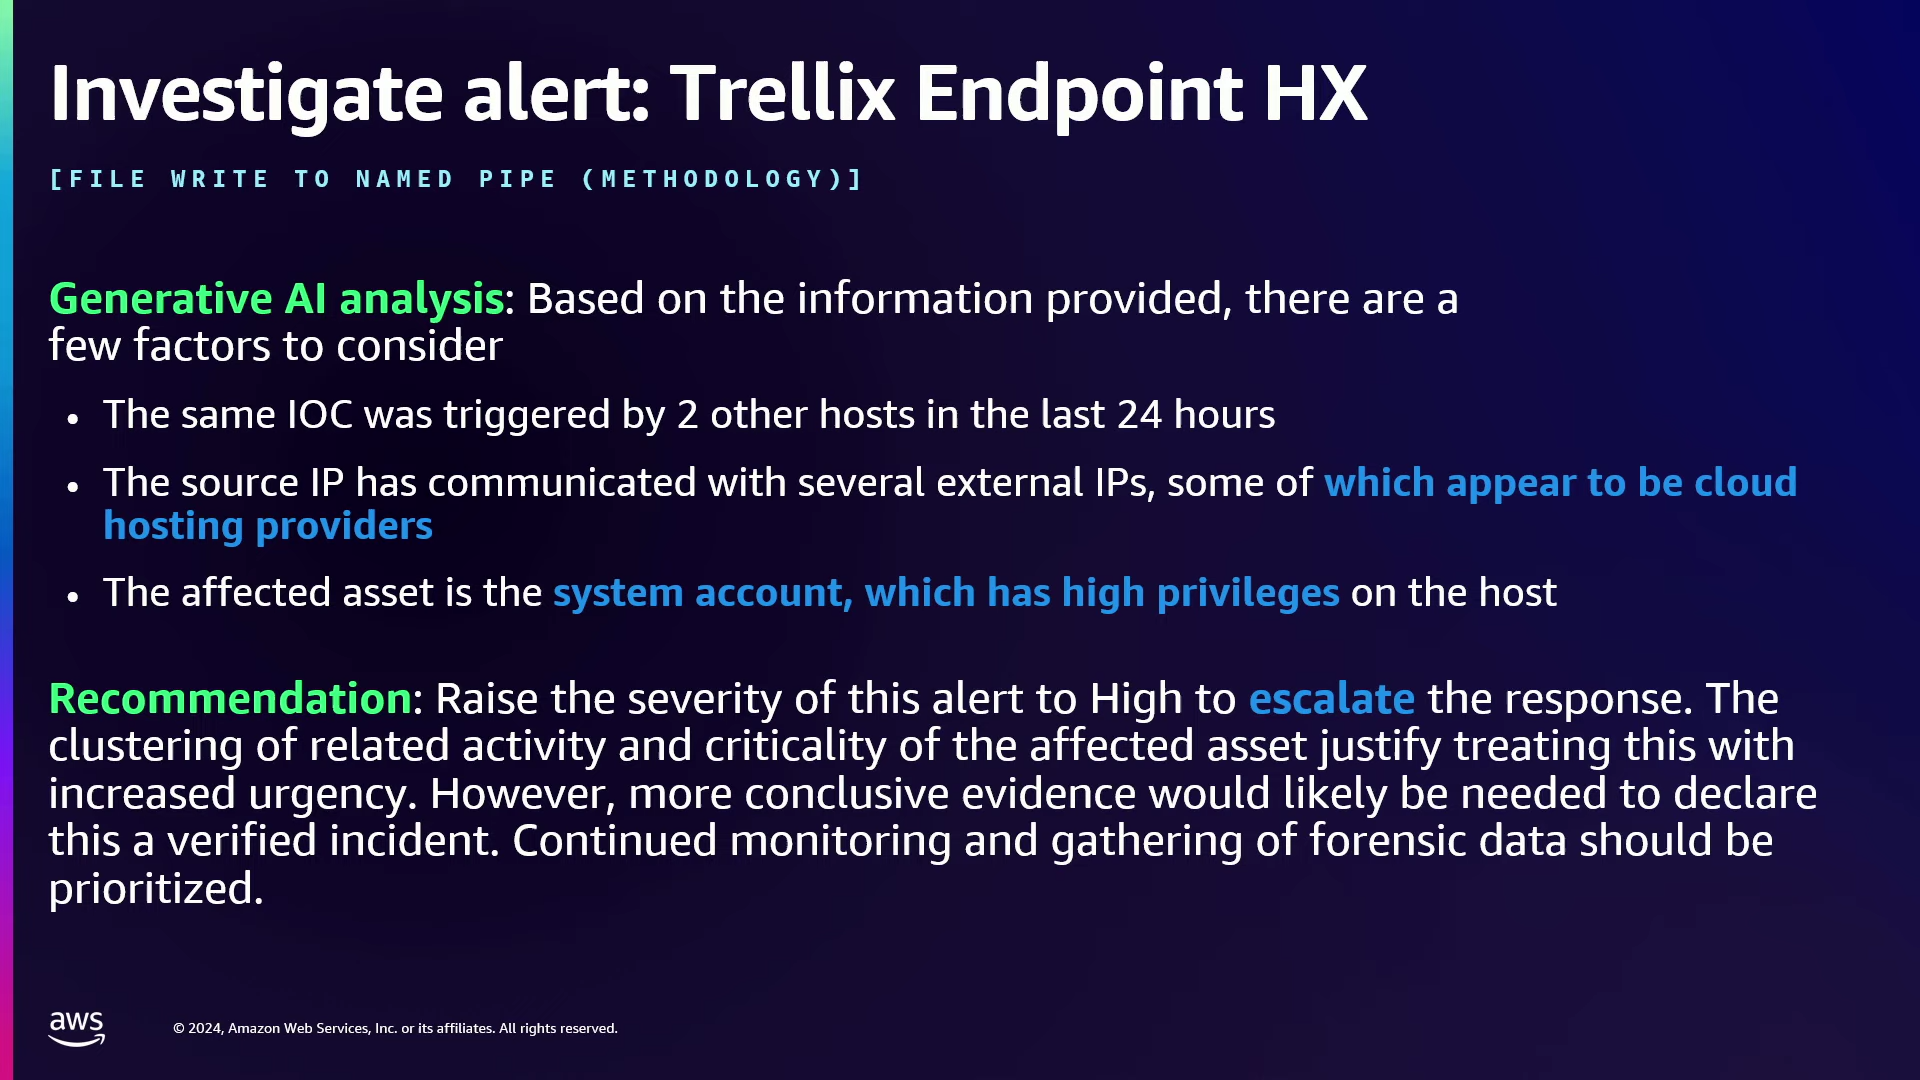 Investigate alert: Trellix Endpoint HX
[FILE WRITE TO NAMED PIPE (METHODOLOGY)]
Generative AI analysis: Based on the information provided, there are a
few factors to consider
• The same IOC was triggered by 2 other hosts in the last 24 hours
• The source IP has communicated with several external IPs, some of which appear to be cloud
hosting providers
• The affected asset is the system account, which has high privileges on the host
Recommendation: Raise the severity of this alert to High to escalate the response. The
clustering of related activity and criticality of the affected asset justify treating this with
increased urgency. However, more conclusive evidence would likely be needed to declare
this a verified incident. Continued monitoring and gathering of forensic data should be
prioritized.
aws
© 2024, Amazon Web Services, Inc. or its affiliates. All rights reserved.